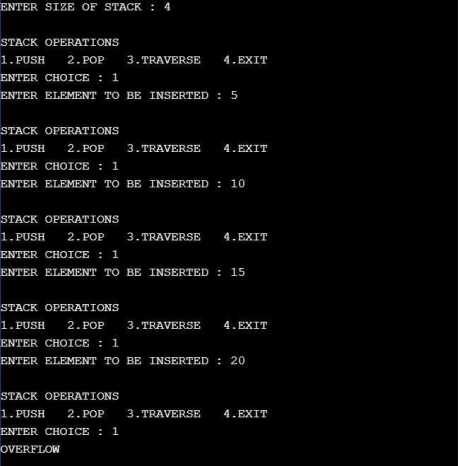 ENTER SIZE OF STACK : 4
STACK OPERATIONS
1.PUSH 2.POP 3.TRAVERSE 4.EXIT
ENTER CHOICE : 1
ENTER ELEMENT TO BE INSERTED : 5
STACK OPERATIONS
1.PUSH 2.POP 3.TRAVERSE 4.EXIT
ENTER CHOICE : 1
ENTER ELEMENT TO BE INSERTED : 10
STACK OPERATIONS
1.PUSH 2.POP 3.TRAVERSE 4.EXIT
ENTER CHOICE : 1
ENTER ELEMENT TO BE INSERTED : 15
STACK OPERATIONS
1.PUSH 2.POP 3.TRAVERSE 4.EXIT
ENTER CHOICE : 1
ENTER ELEMENT TO BE INSERTED : 20
STACK OPERATIONS
1.PUSH 2.POP 3.TRAVERSE 4.EXIT
ENTER CHOICE : 1
OVERFLOW